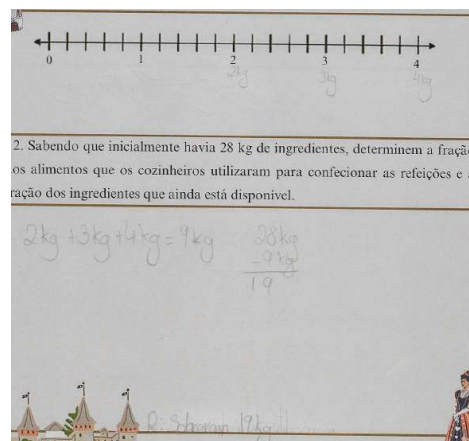 0 1 2 3 4
2kg 3kg 4kg
2. Sabendo que inicialmente havia 28 kg de ingredientes, determinem a fração
os alimentos que os cozinheiros utilizaram para confecionar as refeições e a
ração dos ingredientes que ainda está disponível.
2kg + 3kg + 4kg = 9kg 28kg
- 9kg
19
R: Sobraram 19kg